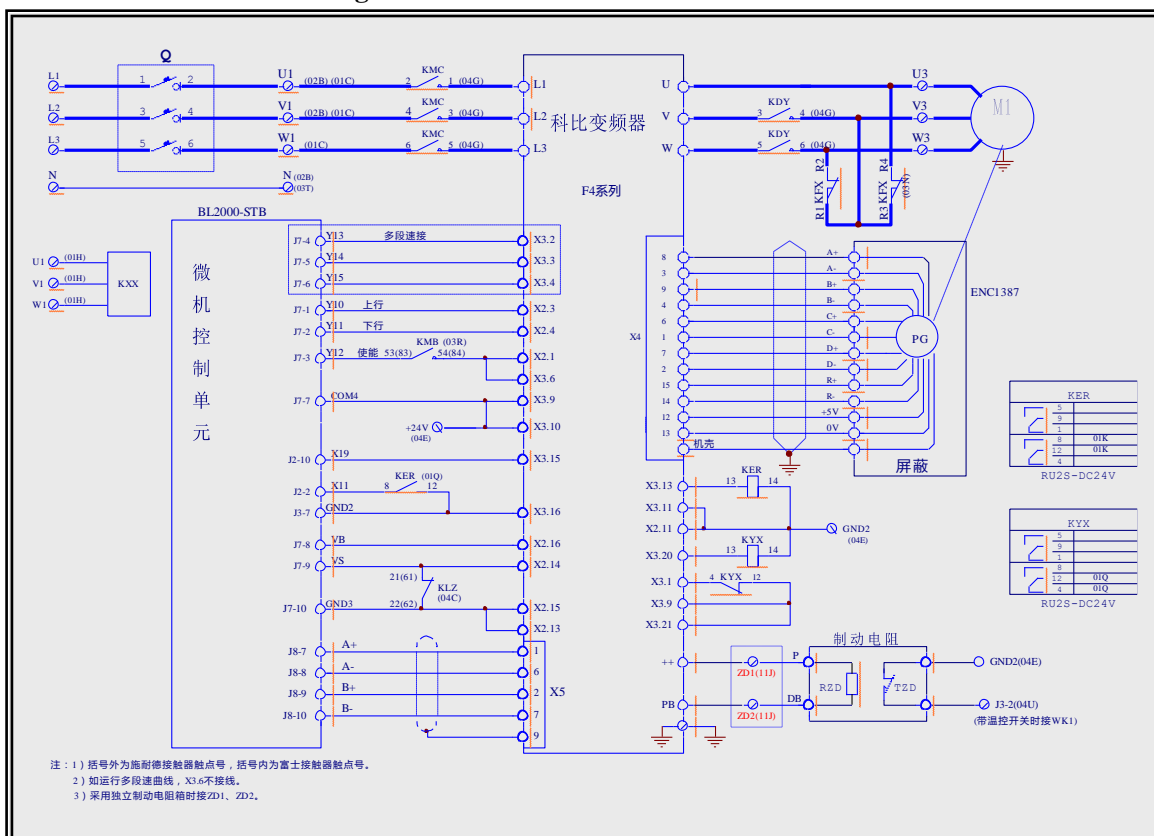 g
Q
L1 1 2 U1 (02B) (01C) 2 KMC 1 (04G) L1
L2 3 4 V1 (02B) (01C) 4 KMC 3 (04G) L2
L3 5 6 W1 (01C) 6 KMC 5 (04G) L3
N N (02B)
(03T)
科比变频器
F4系列
U U3
V 3 KDY 4 (04G) V3
W 5 KDY 6 (04G) W3
M1
R1 KFX R2
R3 KFX R4
(03N)
BL2000-STB
微机控制单元
U1 (01H)
V1 (01H)
W1 (01H)
KXX
J7-4 Y13 多段速接 X3.2
J7-5 Y14 X3.3
J7-6 Y15 X3.4
J7-1 Y10 上行 X2.3
J7-2 Y11 下行 X2.4
J7-3 Y12 使能 53(83) KMB (03R) 54(84) X2.1
X3.6
J7-7 COM4 X3.9
+24V X3.10
(04E)
J2-10 X19 X3.15
J2-2 X11 8 KER (01Q) 12
J3-7 GND2 X3.16
J7-8 VB X2.16
J7-9 VS X2.14
21(61)
KLZ
(04C)
22(62)
J7-10 GND3 X2.15
X2.13
J8-7 A+ 1
J8-8 A- 6
J8-9 B+ 2
J8-10 B- 7
9
X5
X4
8 A+
3 A-
9 B+
4 B-
6 C+
1 C-
7 D+
2 D-
15 R+
14 R-
12 +5V
13 0V
机壳
屏蔽
ENC1387
PG
X3.13 13 KER 14
X3.11
X2.11 GND2
(04E)
X3.20 13 KYX 14
X3.1 4 KYX 12
X3.9
X3.21
制动电阻
++ ZD1(11J) P
PB ZD2(11J) DB
RZD TZD
GND2(04E)
J3-2(04U)
(带温控开关时接WK1)
KER
5
9
1
8 01K
12 01K
4
RU2S-DC24V
KYX
5
9
1
8
12 01Q
4 01Q
RU2S-DC24V
注：1）括号外为施耐德接触器触点号，括号内为富士接触器触点号。
2）如运行多段速曲线，X3.6不接线。
3）采用独立制动电阻箱时接ZD1、ZD2。